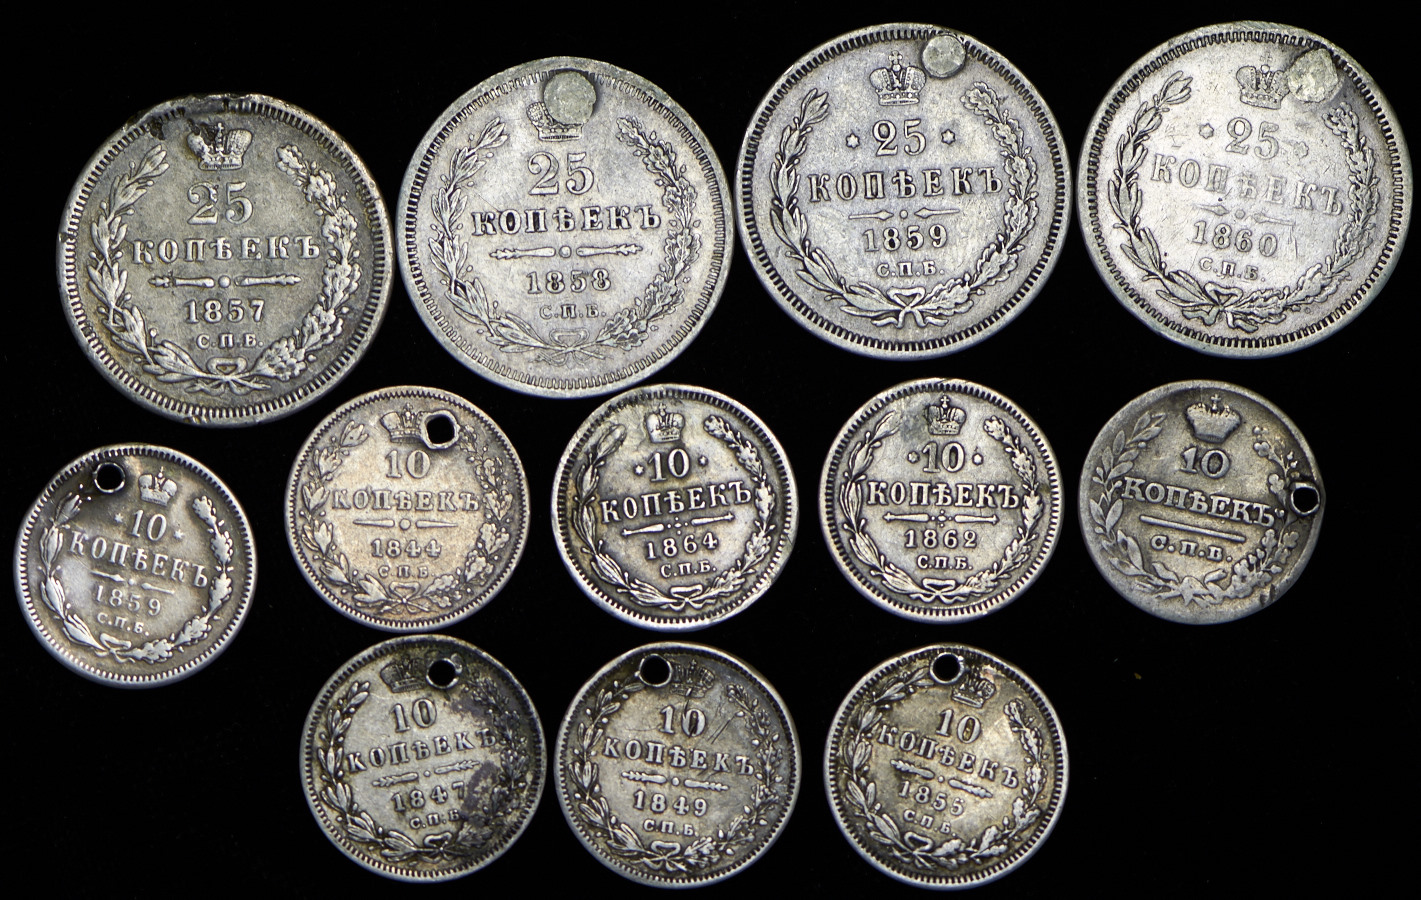 25
КОПѢЕКЪ
1857
С.П.Б.
25
КОПѢЕКЪ
1858
С.П.Б.
* 25 *
КОПѢЕКЪ
1859
С.П.Б.
* 25
КОПѢЕКЪ
1860
С.П.Б.
* 10 *
КОПѢЕКЪ
1859
С.П.Б.
10
КОПѢЕКЪ
1844
С.П.Б.
* 10 *
КОПѢЕКЪ
1864
С.П.Б.
* 10 *
КОПѢЕКЪ
1862
С.П.Б.
10
КОПѢЕКЪ
С.П.Б.
10
КОПѢЕКЪ
1847
С.П.Б
10
КОПѢЕКЪ
1849
С.П.Б.
10
КОПѢЕКЪ
1855
С.П.Б.